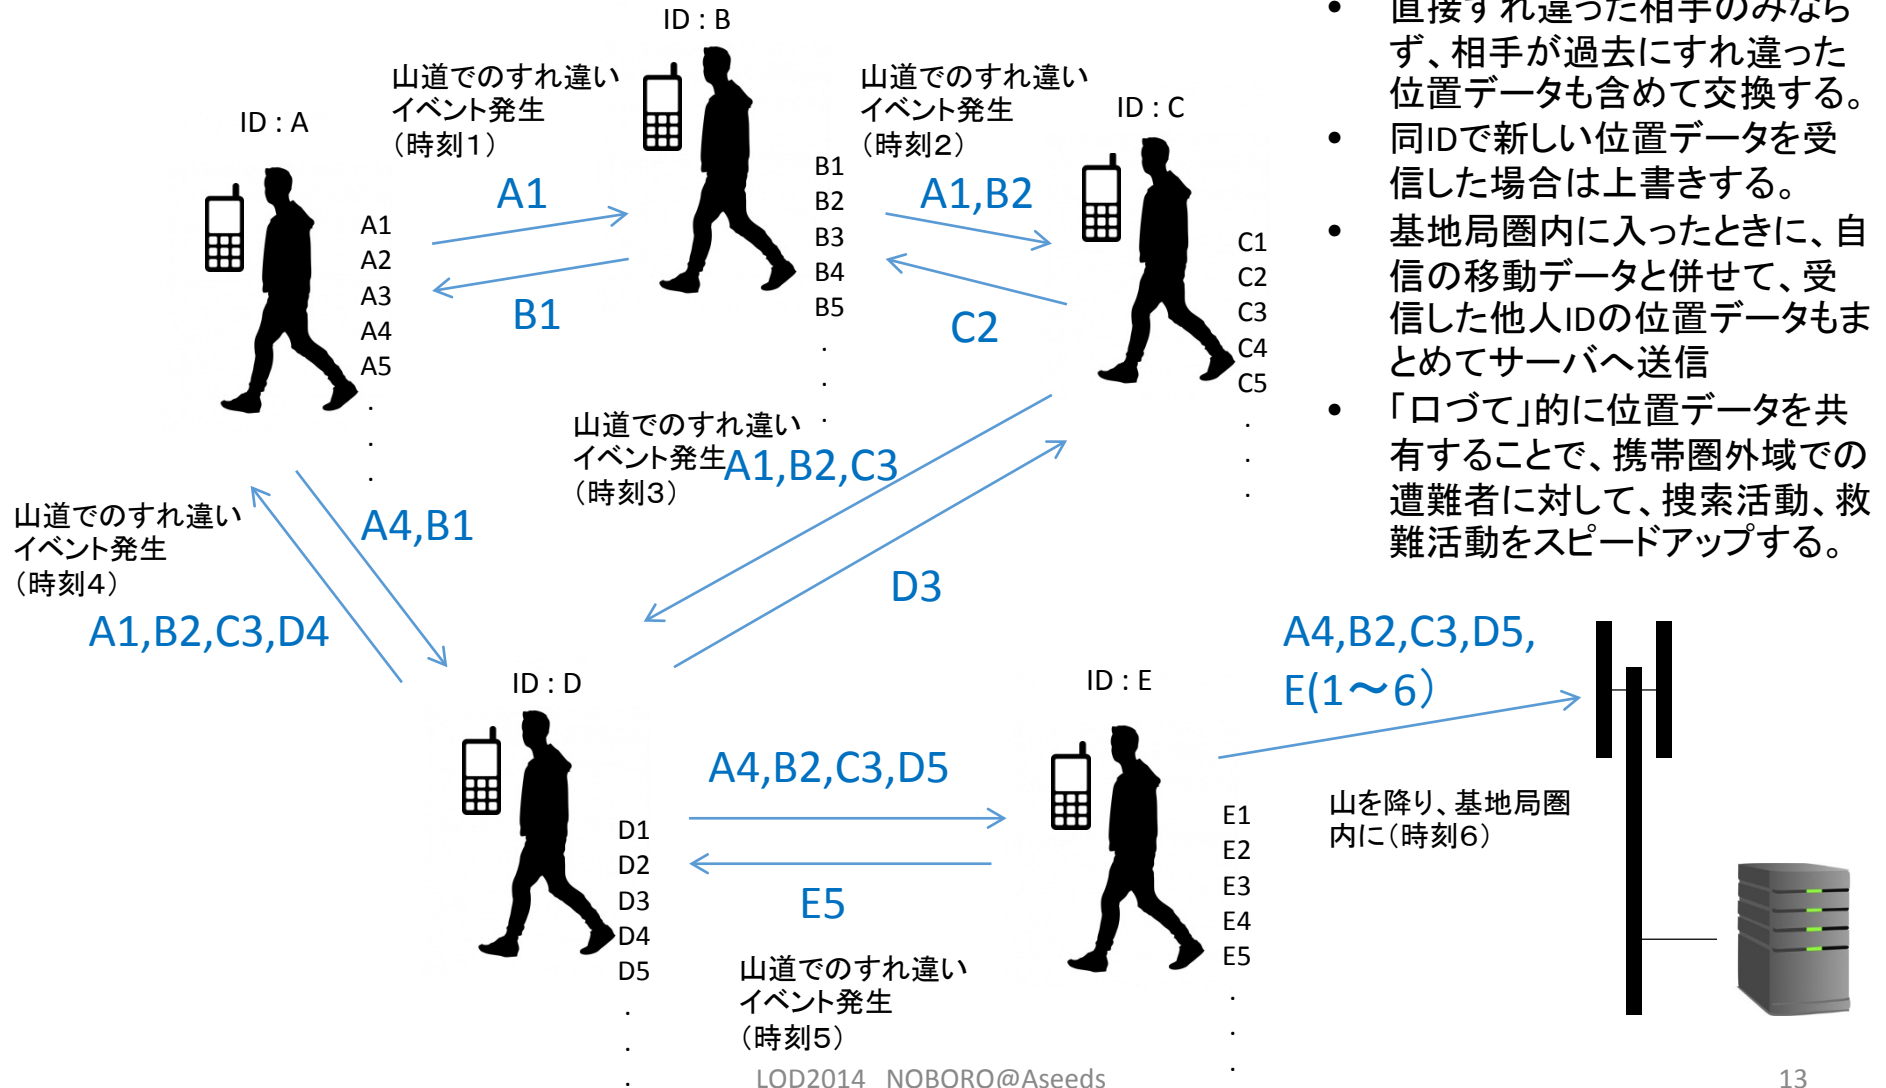 ID : B
山道でのすれ違い
イベント発生
（時刻１）
山道でのすれ違い
イベント発生
（時刻２）
ID : A
ID : C
A1
B1
B2
B3
B4
B5
.
.
.
A1,B2
A1
A2
A3
A4
A5
.
.
.
B1
C2
C1
C2
C3
C4
C5
.
.
.
山道でのすれ違い
イベント発生
（時刻３）
A1,B2,C3
D3
山道でのすれ違い
イベント発生
（時刻４）
A4,B1
A1,B2,C3,D4
ID : D
ID : E
A4,B2,C3,D5,
E(1～6）
A4,B2,C3,D5
D1
D2
D3
D4
D5
.
.
.
E5
E1
E2
E3
E4
E5
.
.
.
山を降り、基地局圏
内に（時刻６）
山道でのすれ違い
イベント発生
（時刻５）
• 直接すれ違った相手のみなら
ず、相手が過去にすれ違った
位置データも含めて交換する。
• 同IDで新しい位置データを受
信した場合は上書きする。
• 基地局圏内に入ったときに、自
信の移動データと併せて、受
信した他人IDの位置データもま
とめてサーバへ送信
• 「口づて」的に位置データを共
有することで、携帯圏外域での
遭難者に対して、捜索活動、救
難活動をスピードアップする。
LOD2014 NOBORO@Aseeds
13